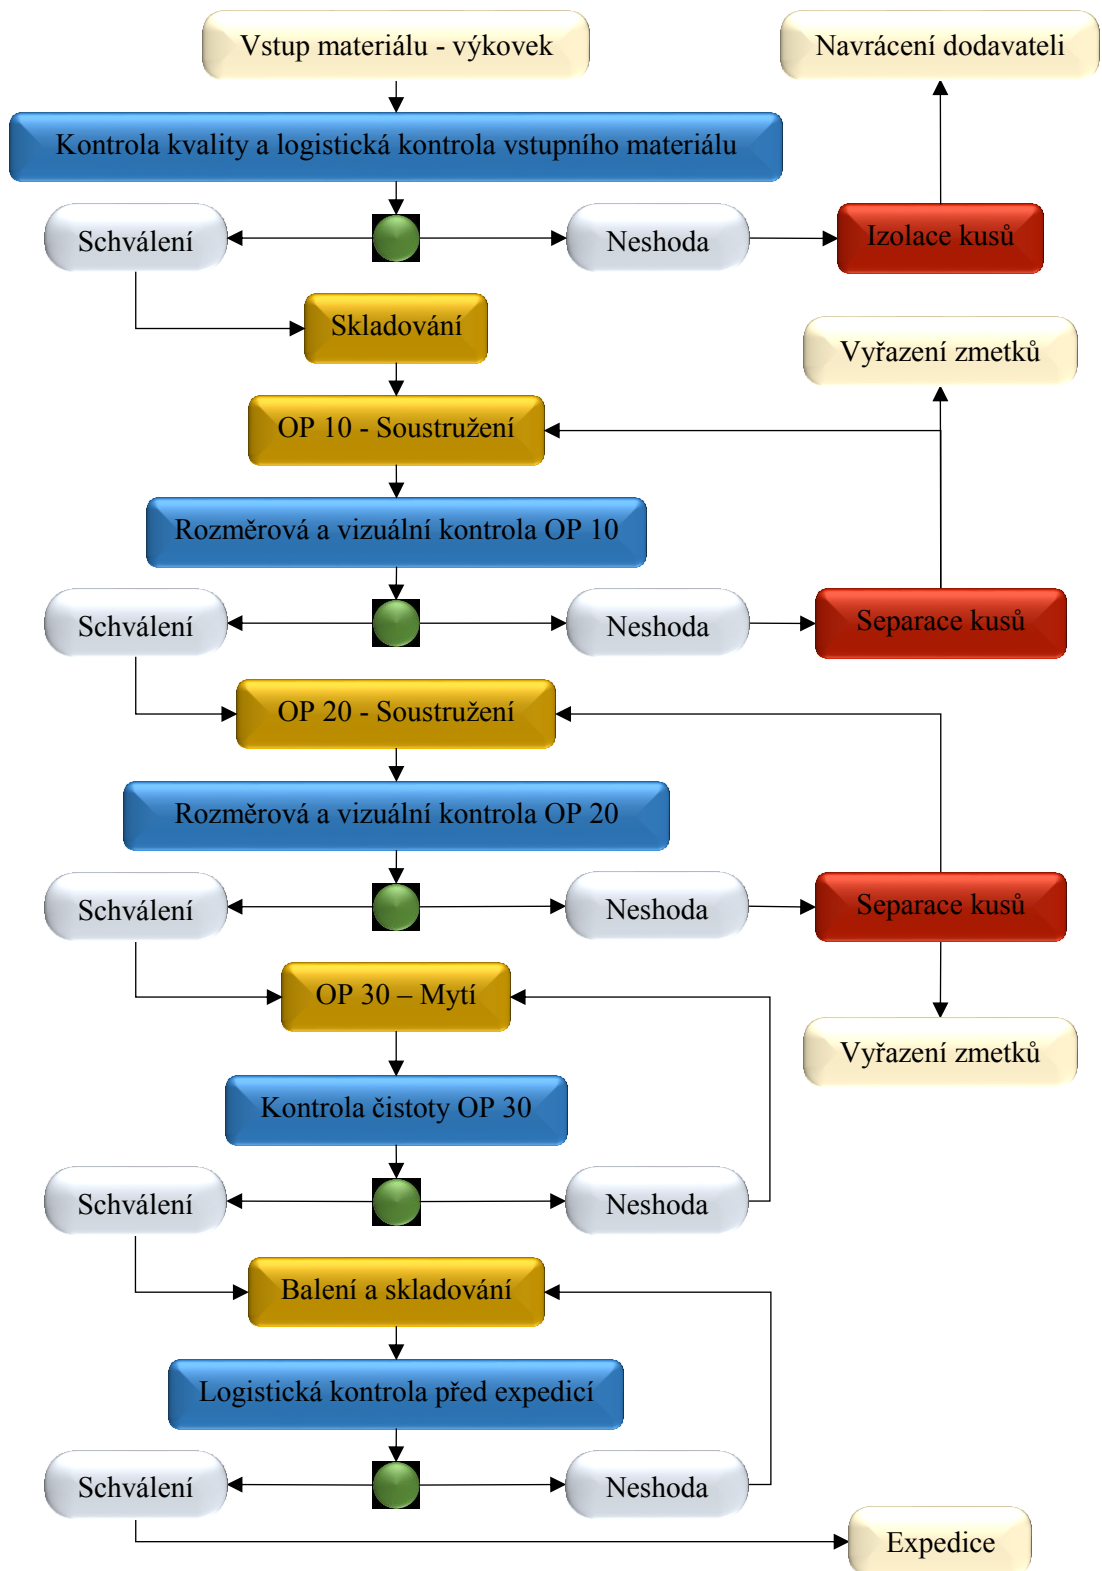 Vstup materiálu - výkovek
Navrácení dodavateli
Kontrola kvality a logistická kontrola vstupního materiálu
Schválení
Neshoda
Izolace kusů
Skladování
Vyřazení zmetků
OP 10 - Soustružení
Rozměrová a vizuální kontrola OP 10
Schválení
Neshoda
Separace kusů
OP 20 - Soustružení
Rozměrová a vizuální kontrola OP 20
Schválení
Neshoda
Separace kusů
OP 30 – Mytí
Vyřazení zmetků
Kontrola čistoty OP 30
Schválení
Neshoda
Balení a skladování
Logistická kontrola před expedicí
Schválení
Neshoda
Expedice